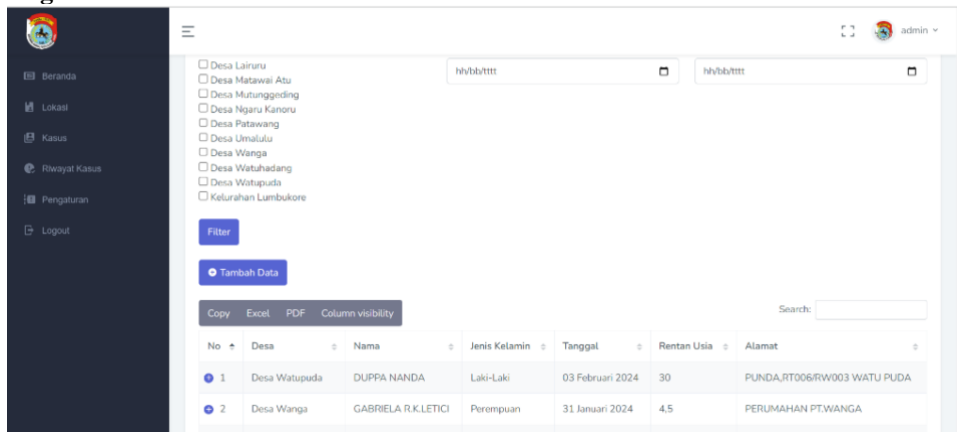 admin
Beranda
Lokasi
Kasus
Riwayat Kasus
Pengaturan
Logout
Desa Lairuru
Desa Matawai Atu
Desa Mutunggeding
Desa Ngaru Kanoru
Desa Patawang
Desa Umalulu
Desa Wanga
Desa Watuhadang
Desa Watupuda
Kelurahan Lumbukore
hh/bb/tttt hh/bb/tttt
Filter
Tambah Data
Copy Excel PDF Column visibility Search:
No Desa Nama Jenis Kelamin Tanggal Rentan Usia Alamat
1 Desa Watupuda DUPPA NANDA Laki-Laki 03 Februari 2024 30 PUNDA,RT006/RW003 WATU PUDA
2 Desa Wanga GABRIELA R.K.LETICI Perempuan 31 Januari 2024 4,5 PERUMAHAN PT.WANGA